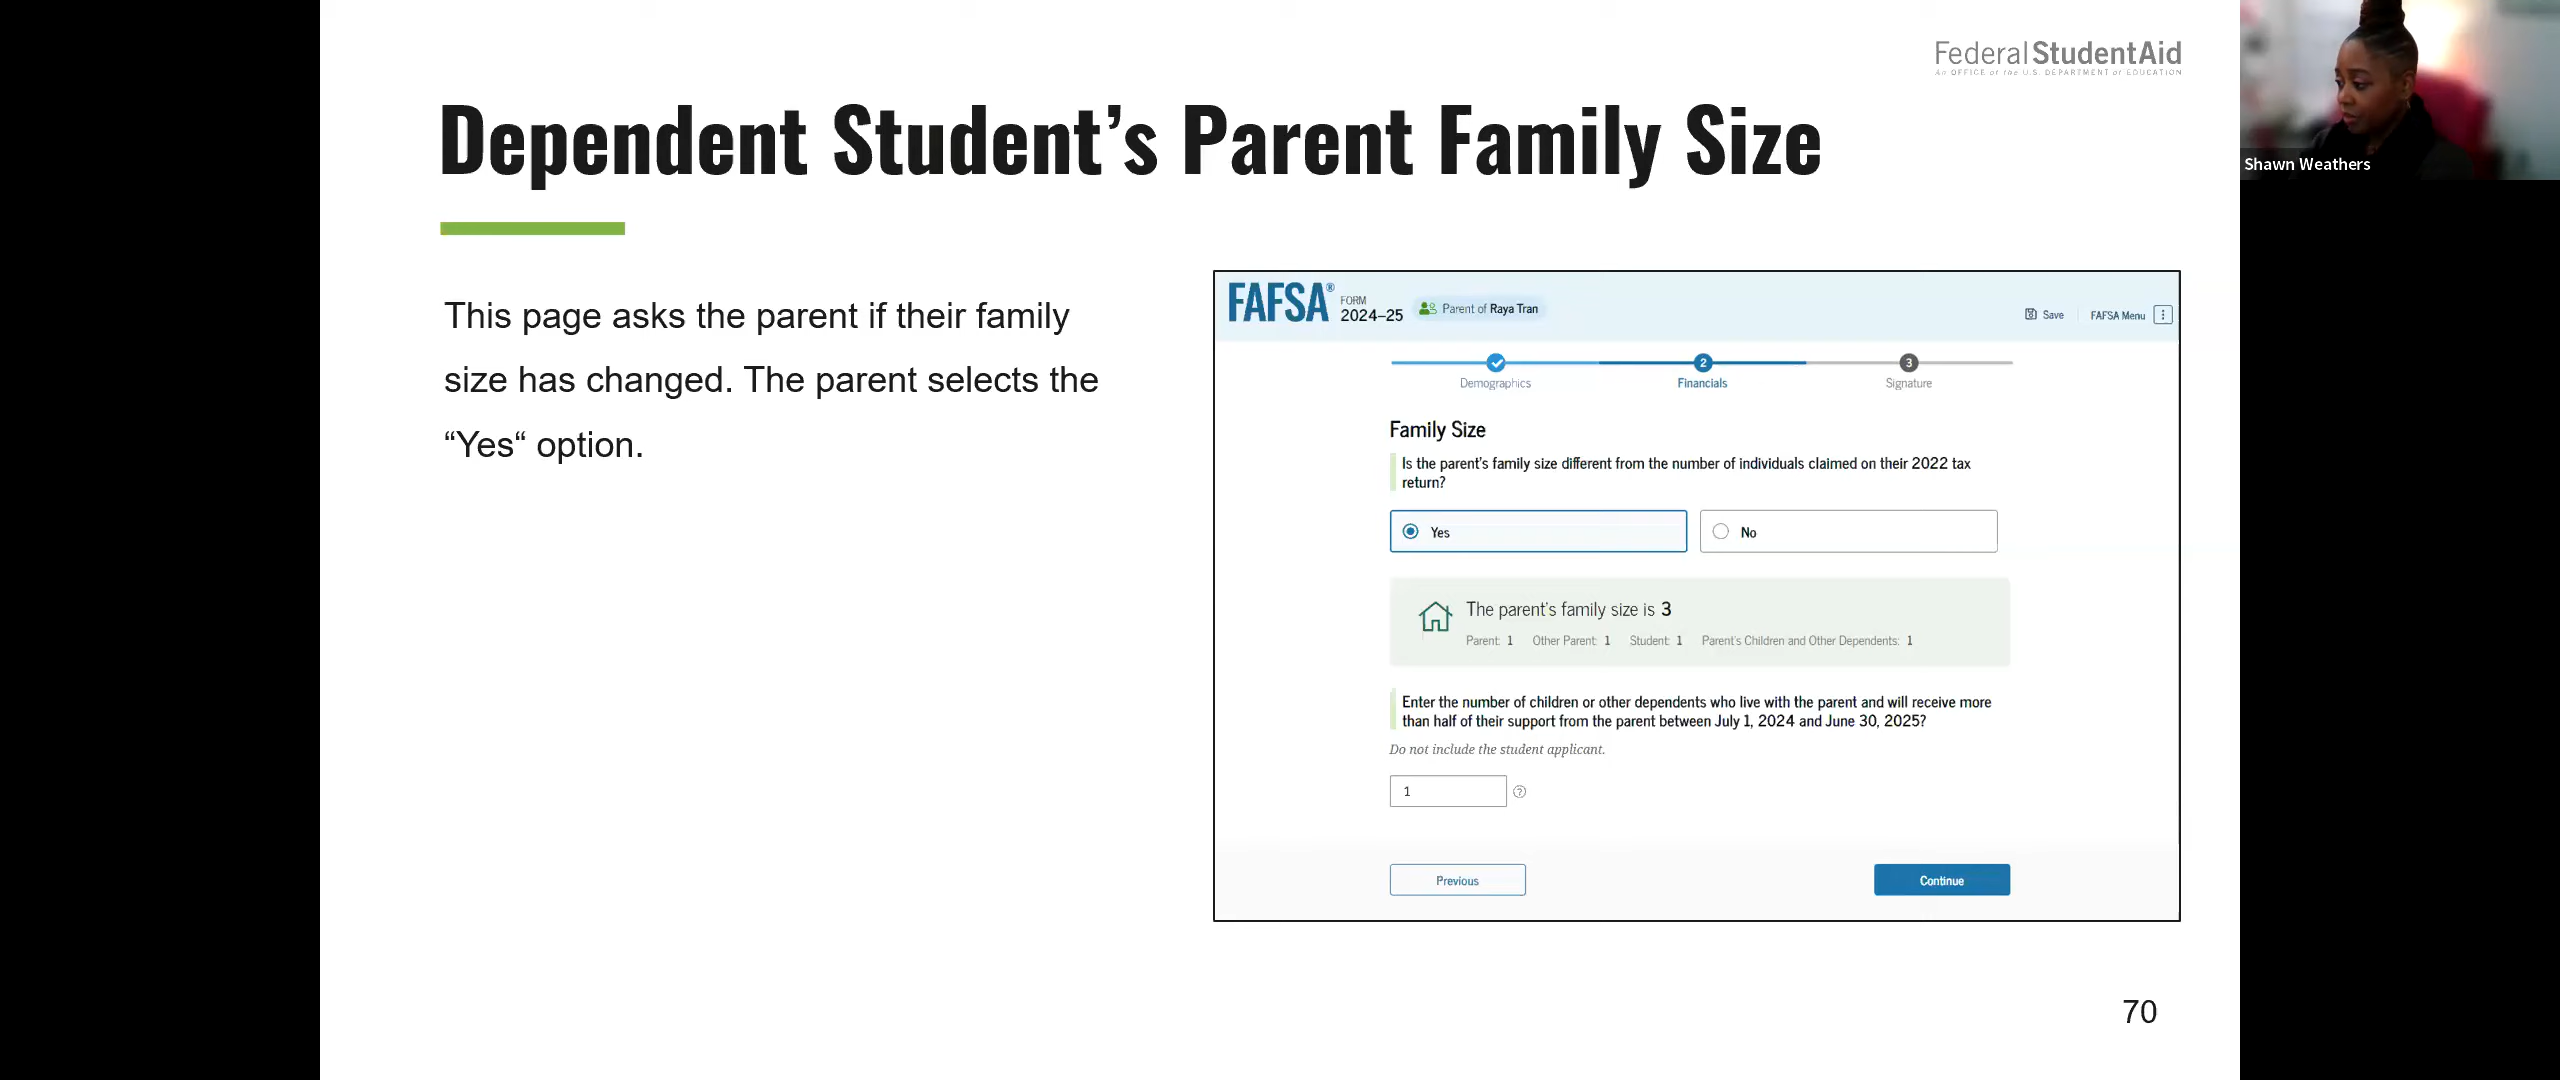 Federal StudentAid
An OFFICE of the U.S. DEPARTMENT of EDUCATION
Shawn Weathers
Dependent Student’s Parent Family Size
This page asks the parent if their family
size has changed. The parent selects the
“Yes“ option.
FAFSA®
FORM
2024–25
Parent of Raya Tran
Save
FAFSA Menu
2
3
Demographics
Financials
Signature
Family Size
Is the parent's family size different from the number of individuals claimed on their 2022 tax
return?
Yes
No
The parent's family size is 3
Parent: 1 Other Parent: 1 Student: 1 Parent's Children and Other Dependents: 1
Enter the number of children or other dependents who live with the parent and will receive more
than half of their support from the parent between July 1, 2024 and June 30, 2025?
Do not include the student applicant.
1
?
Previous
Continue
70